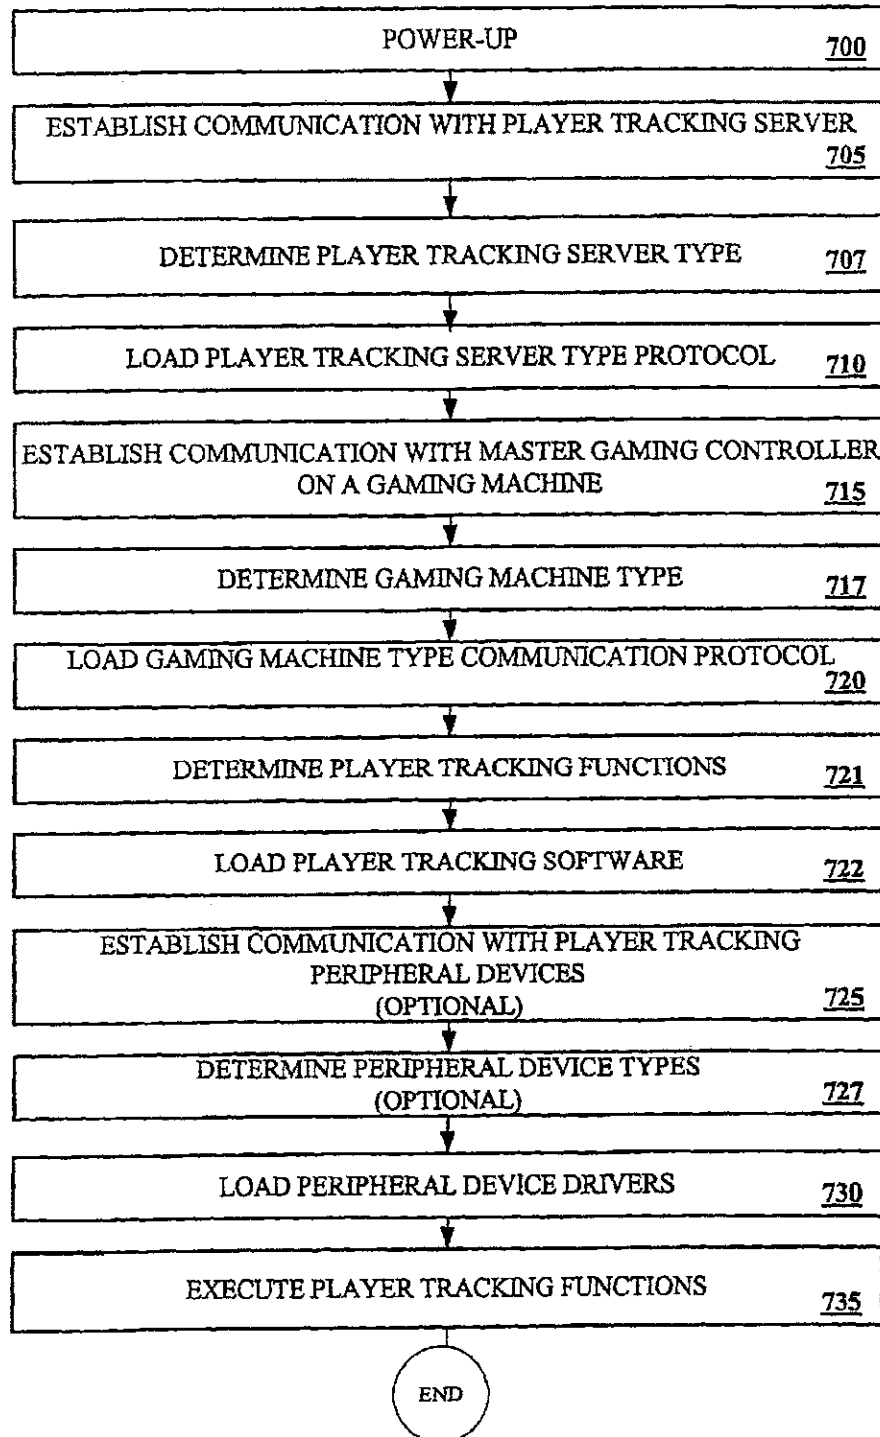 POWER-UP
700
ESTABLISH COMMUNICATION WITH PLAYER TRACKING SERVER
705
DETERMINE PLAYER TRACKING SERVER TYPE
707
LOAD PLAYER TRACKING SERVER TYPE PROTOCOL
710
ESTABLISH COMMUNICATION WITH MASTER GAMING CONTROLLER
ON A GAMING MACHINE
715
DETERMINE GAMING MACHINE TYPE
717
LOAD GAMING MACHINE TYPE COMMUNICATION PROTOCOL
720
DETERMINE PLAYER TRACKING FUNCTIONS
721
LOAD PLAYER TRACKING SOFTWARE
722
ESTABLISH COMMUNICATION WITH PLAYER TRACKING
PERIPHERAL DEVICES
(OPTIONAL)
725
DETERMINE PERIPHERAL DEVICE TYPES
(OPTIONAL)
727
LOAD PERIPHERAL DEVICE DRIVERS
730
EXECUTE PLAYER TRACKING FUNCTIONS
735
END